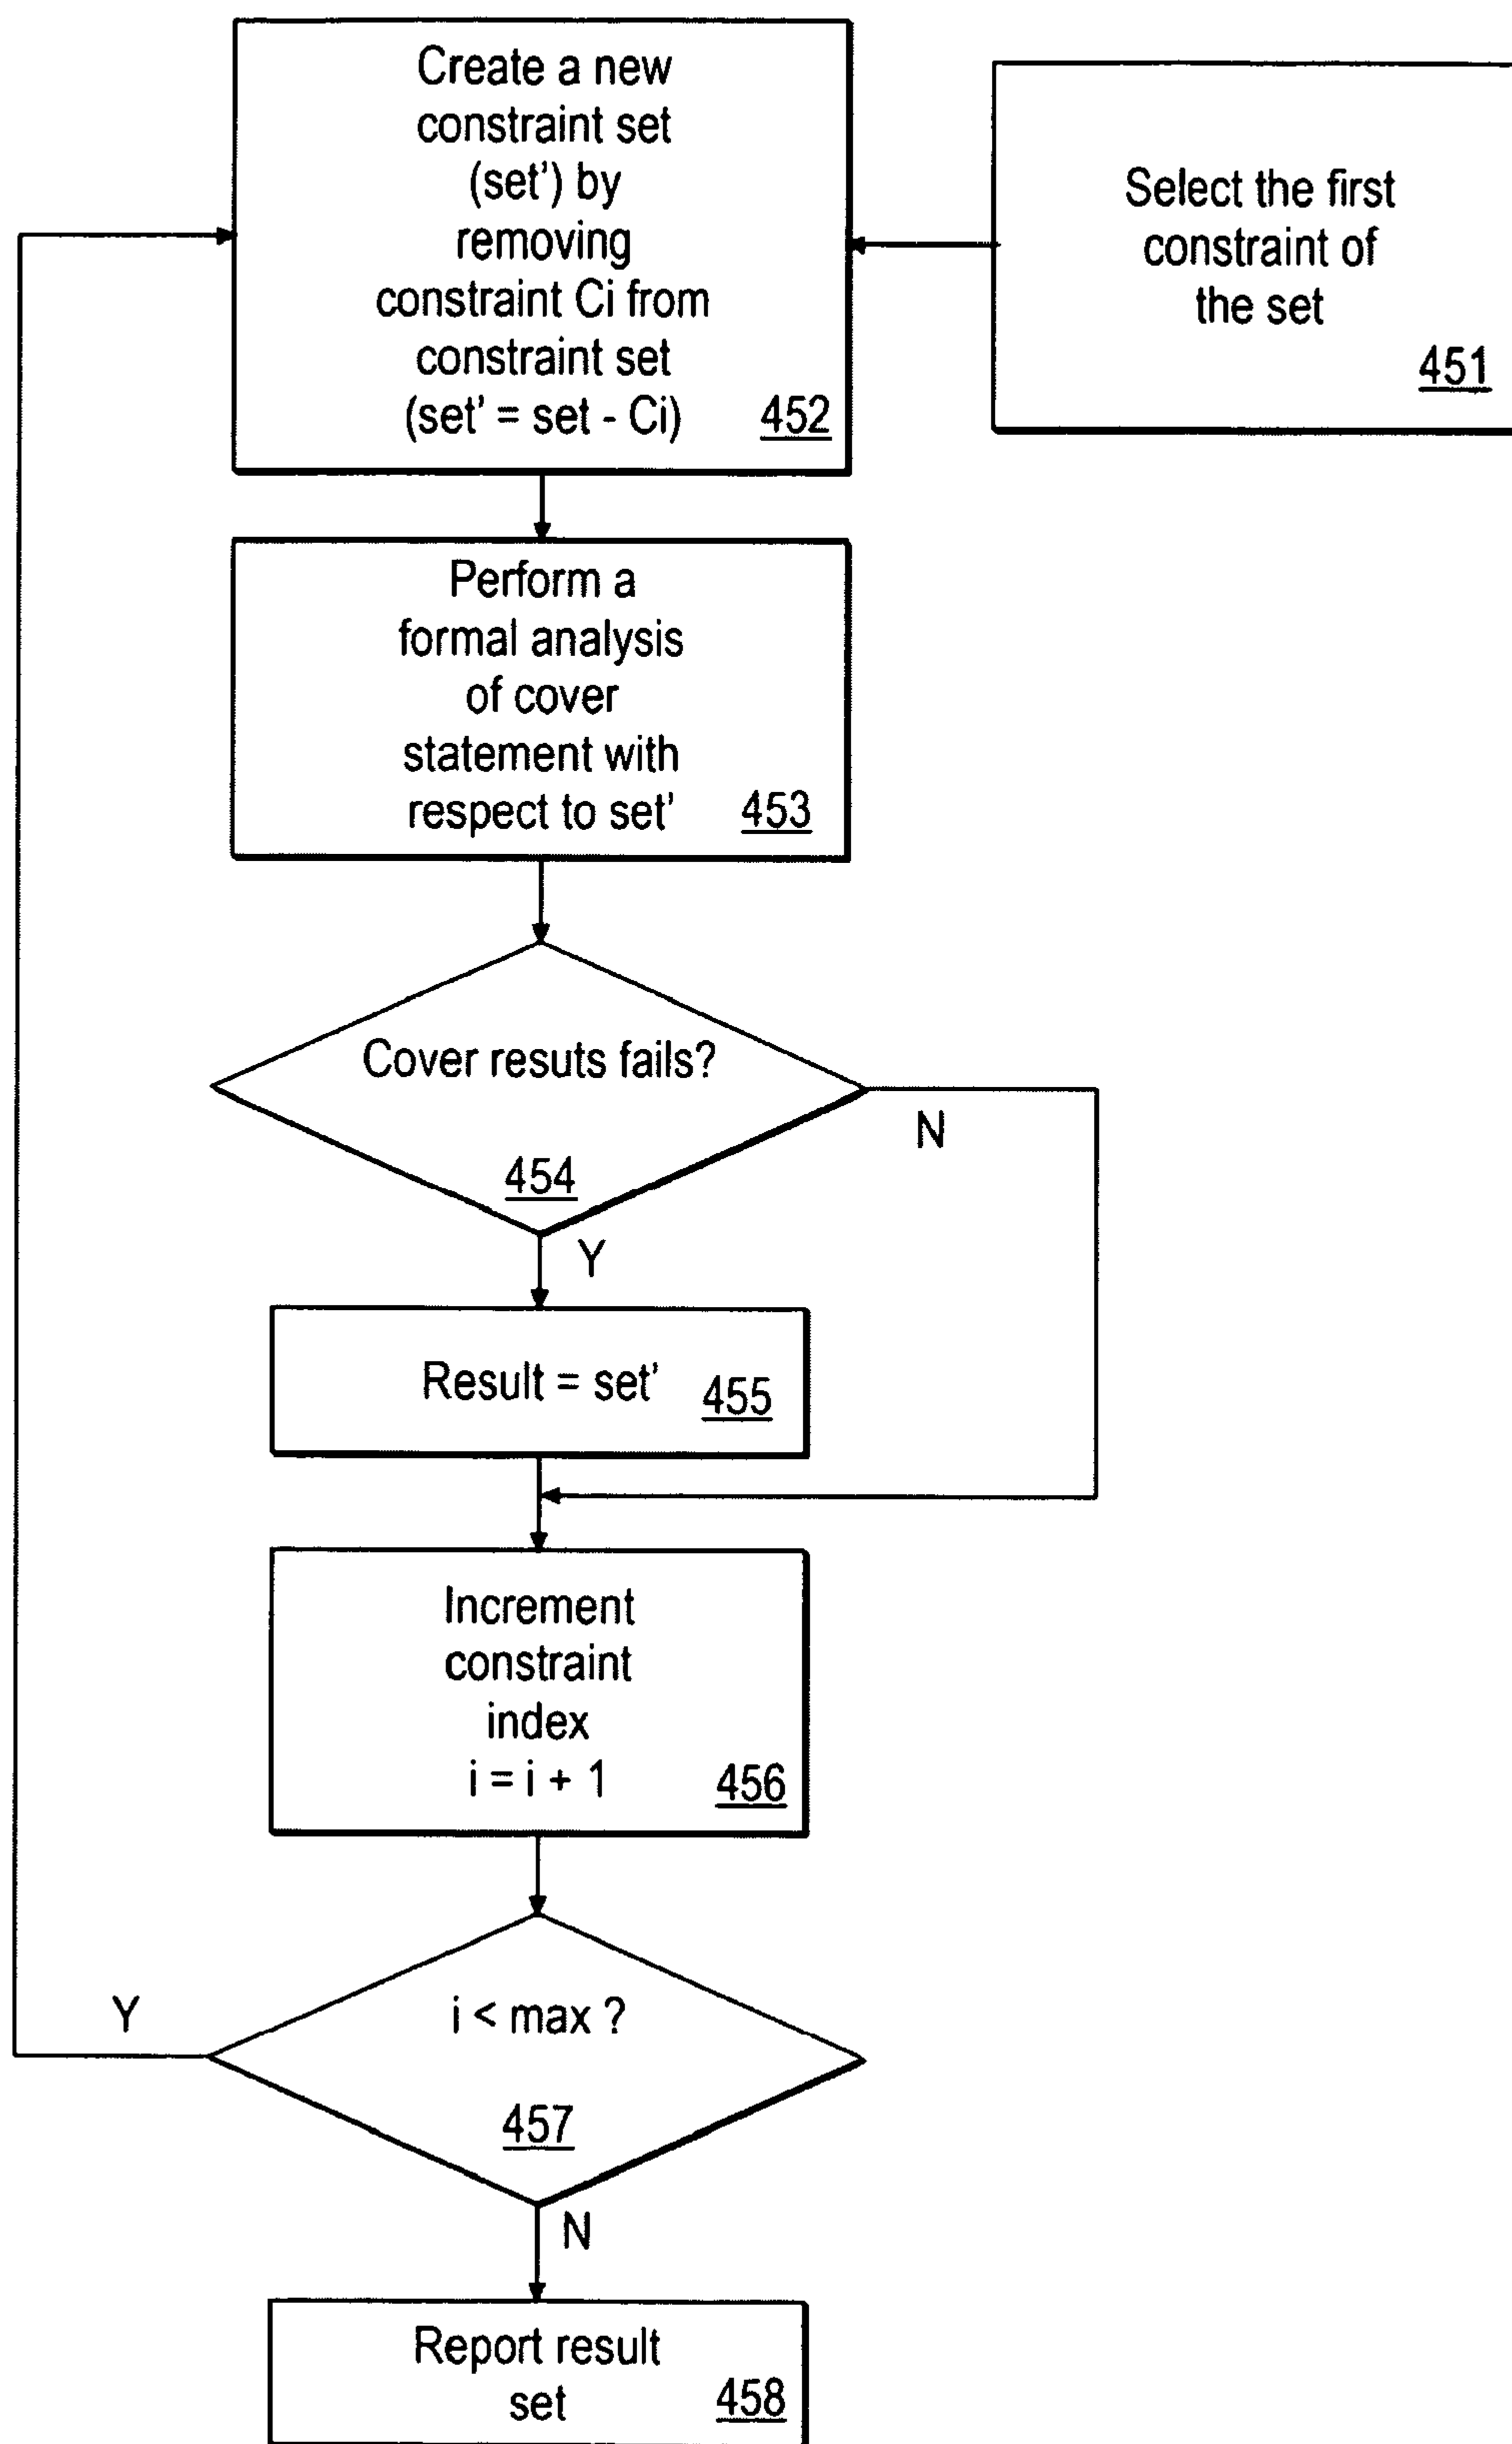 Create a new
constraint set
(set') by
removing
constraint Ci from
constraint set
(set' = set - Ci)
452
Select the first
constraint of
the set
451
Perform a
formal analysis
of cover
statement with
respect to set'
453
Cover resuts fails?
454
N
Y
Result = set'
455
Increment
constraint
index
i = i + 1
456
Y
i < max ?
457
N
Report result
set
458